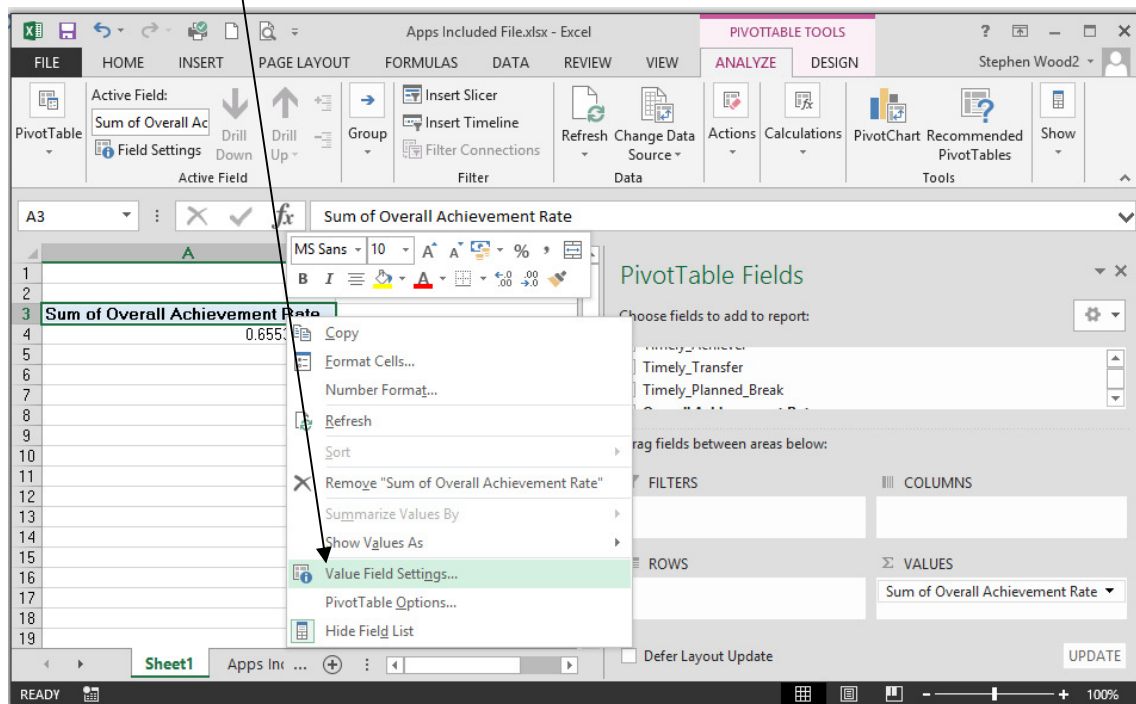 Apps Included File.xlsx - Excel
PIVOTTABLE TOOLS
FILE HOME INSERT PAGE LAYOUT FORMULAS DATA REVIEW VIEW ANALYZE DESIGN Stephen Wood2
PivotTable
Active Field:
Sum of Overall Ac
Field Settings
Drill Down
Drill Up
Active Field
Group
Insert Slicer
Insert Timeline
Filter Connections
Filter
Refresh
Change Data Source
Data
Actions
Calculations
PivotChart
Recommended PivotTables
Tools
Show
A3
fx
Sum of Overall Achievement Rate
MS Sans 10 A A % ,
B I A .00 .00
A
1
2
3 Sum of Overall Achievement Rate
4 0.6553
5
6
7
8
9
10
11
12
13
14
15
16
17
18
19
Copy
Format Cells...
Number Format...
Refresh
Sort
Remove "Sum of Overall Achievement Rate"
Summarize Values By
Show Values As
Value Field Settings...
PivotTable Options...
Hide Field List
PivotTable Fields
Choose fields to add to report:
Timely_Achiever
Timely_Transfer
Timely_Planned_Break
rag fields between areas below:
FILTERS
COLUMNS
ROWS
Σ VALUES
Sum of Overall Achievement Rate
Defer Layout Update
UPDATE
Sheet1 Apps Inc ...
READY
100%